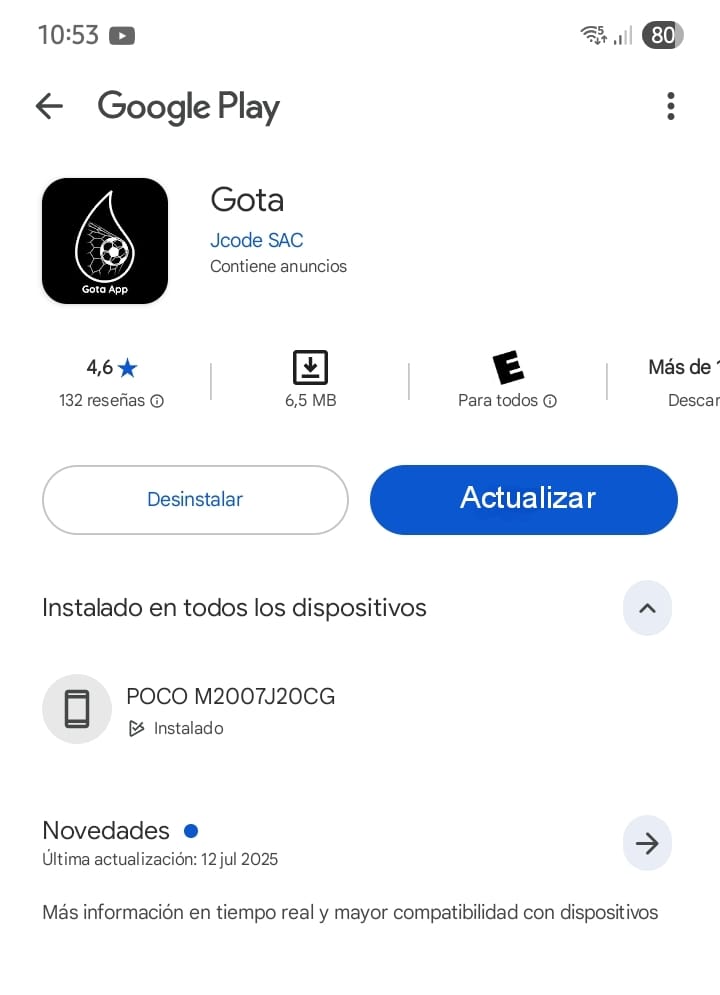 10:53
5
80
Google Play
Gota App
Gota
Jcode SAC
Contiene anuncios
4,6
132 reseñas
6,5 MB
E
Para todos
Más de 1
Descar
Desinstalar
Actualizar
Instalado en todos los dispositivos
POCO M2007J20CG
Instalado
Novedades
Última actualización: 12 jul 2025
Más información en tiempo real y mayor compatibilidad con dispositivos